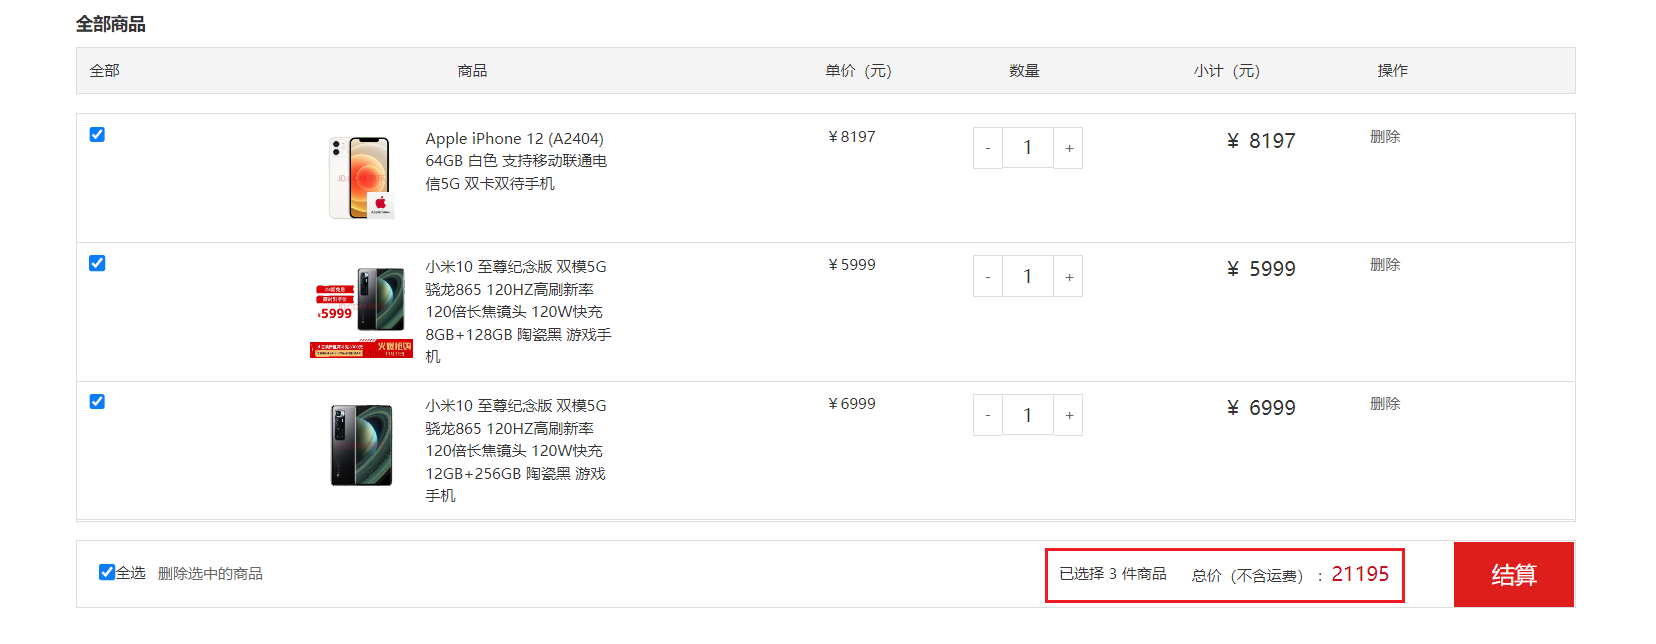 全部商品
全部 商品 单价（元） 数量 小计（元） 操作
Apple iPhone 12 (A2404)
64GB 白色 支持移动联通电
信5G 双卡双待手机
￥8197
- 1 +
￥ 8197
删除
5999
小米10 至尊纪念版 双模5G
骁龙865 120HZ高刷新率
120倍长焦镜头 120W快充
8GB+128GB 陶瓷黑 游戏手
机
￥5999
- 1 +
￥ 5999
删除
小米10 至尊纪念版 双模5G
骁龙865 120HZ高刷新率
120倍长焦镜头 120W快充
12GB+256GB 陶瓷黑 游戏
手机
￥6999
- 1 +
￥ 6999
删除
全选 删除选中的商品 已选择 3 件商品 总价（不含运费）：21195 结算